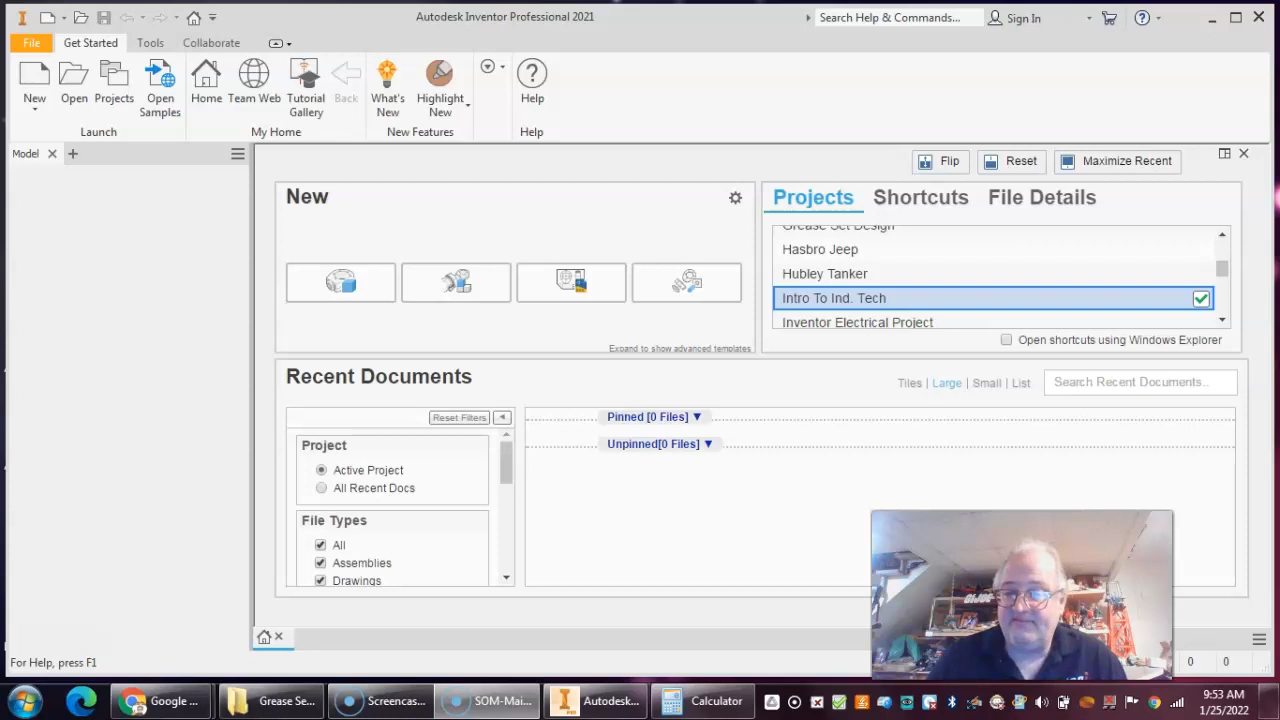 Autodesk Inventor Professional 2021
Search Help & Commands...
Sign In
File
Get Started
Tools
Collaborate
New
Open
Projects
Open Samples
Home
Team Web
Tutorial Gallery
Back
What's New
Highlight New
Help
Launch
My Home
New Features
Help
Model
Flip
Reset
Maximize Recent
New
Expand to show advanced templates
Projects
Shortcuts
File Details
Grease Set Design
Hasbro Jeep
Hubley Tanker
Intro To Ind. Tech
Inventor Electrical Project
Open shortcuts using Windows Explorer
Recent Documents
Tiles | Large | Small | List
Search Recent Documents..
Reset Filters
Project
Active Project
All Recent Docs
File Types
All
Assemblies
Drawings
Pinned [0 Files]
Unpinned[0 Files]
For Help, press F1
0 0
Google ...
Grease Se...
Screencas...
SOM-Mai...
Autodesk...
Calculator
9:53 AM
1/25/2022